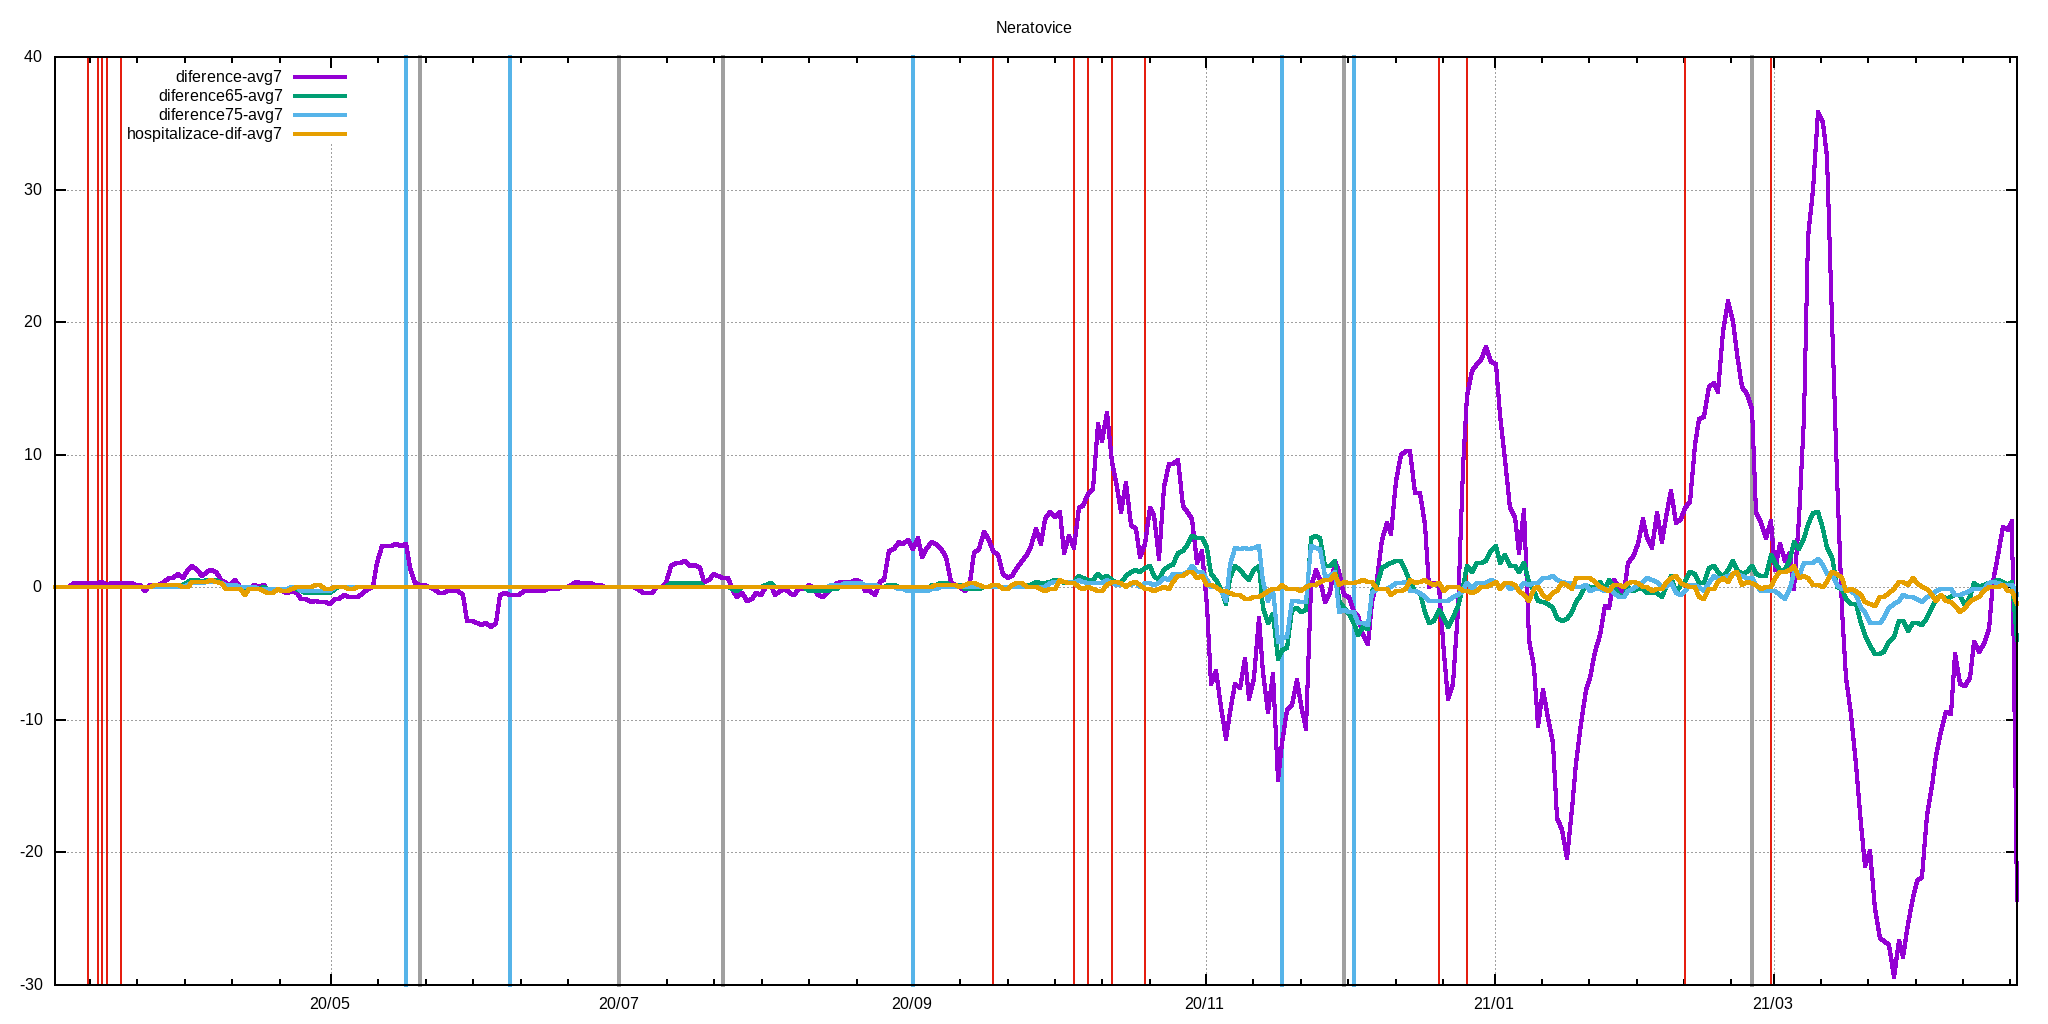 Neratovice
diference-avg7
diference65-avg7
diference75-avg7
hospitalizace-dif-avg7
40
30
20
10
0
-10
-20
-30
20/05 20/07 20/09 20/11 21/01 21/03